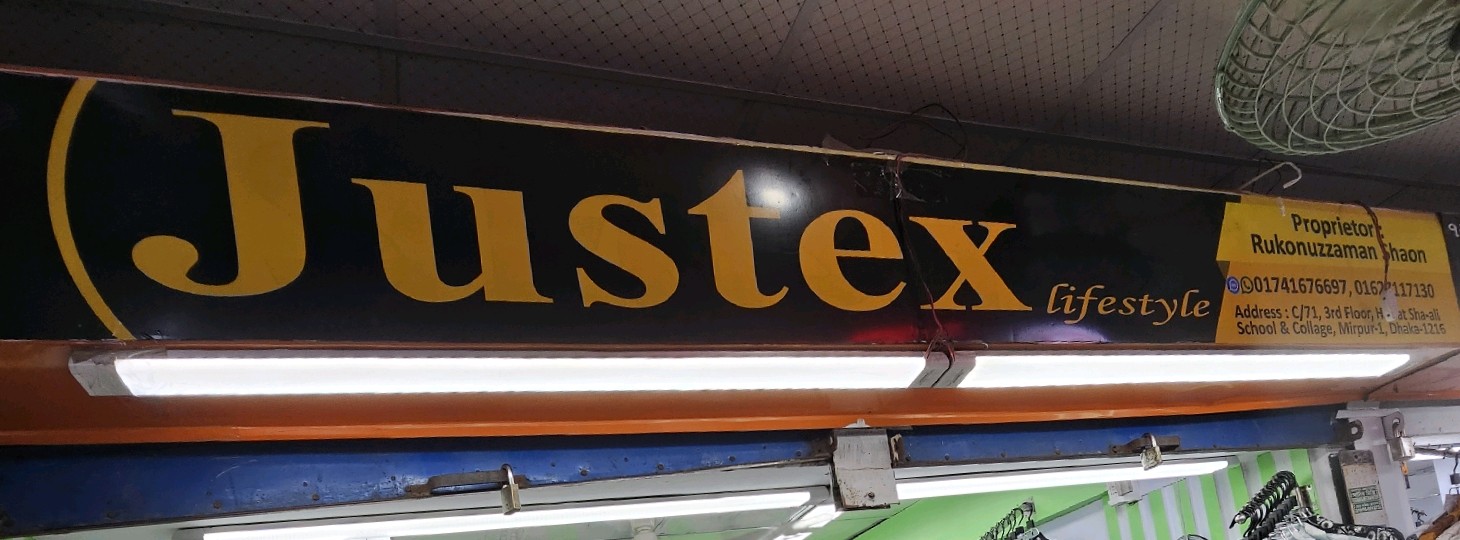 Justex
lifestyle
Proprietor :
Rukonuzzaman Shaon
01741676697,
Address : C/71, 3rd Floor, Sha-ali
School & Collage, Mirpur-1, Dhaka-1216